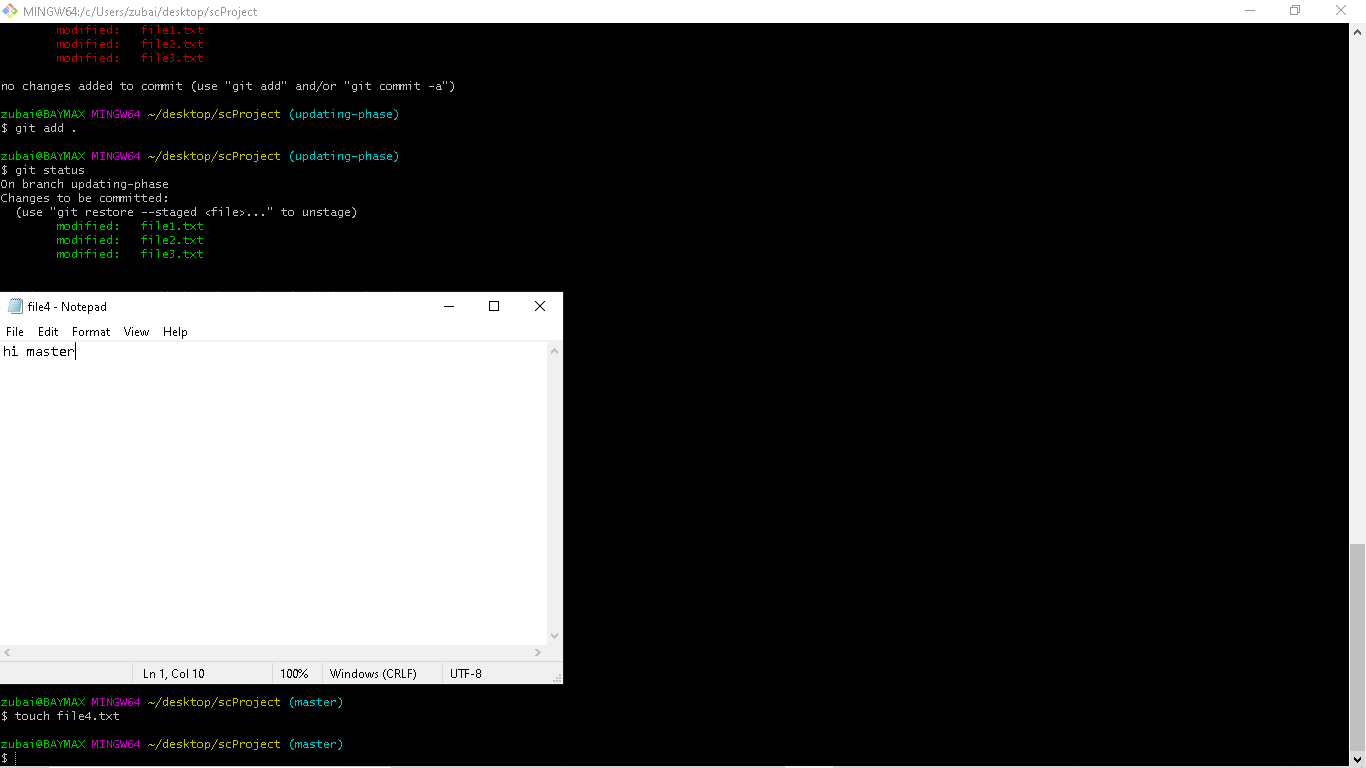 MINGW64:/c/Users/zubai/desktop/scProject
modified: file1.txt
modified: file2.txt
modified: file3.txt
no changes added to commit (use "git add" and/or "git commit -a")
zubai@BAYMAX MINGW64 ~/desktop/scProject (updating-phase)
$ git add .
zubai@BAYMAX MINGW64 ~/desktop/scProject (updating-phase)
$ git status
On branch updating-phase
Changes to be committed:
(use "git restore --staged <file>..." to unstage)
modified: file1.txt
modified: file2.txt
modified: file3.txt
file4 - Notepad
File Edit Format View Help
hi master
Ln 1, Col 10 100% Windows (CRLF) UTF-8
zubai@BAYMAX MINGW64 ~/desktop/scProject (master)
$ touch file4.txt
zubai@BAYMAX MINGW64 ~/desktop/scProject (master)
$